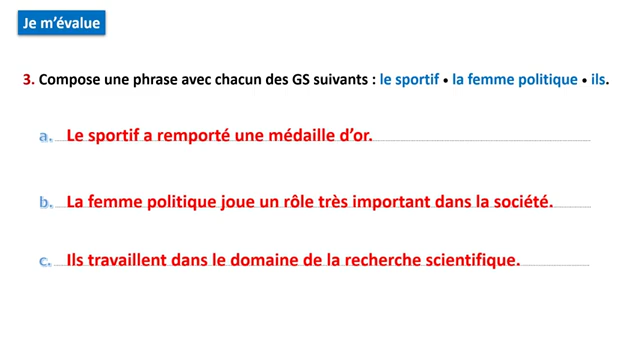 Je m'évalue
3. Compose une phrase avec chacun des GS suivants : le sportif • la femme politique • ils.
a. Le sportif a remporté une médaille d'or.
b. La femme politique joue un rôle très important dans la société.
c. Ils travaillent dans le domaine de la recherche scientifique.